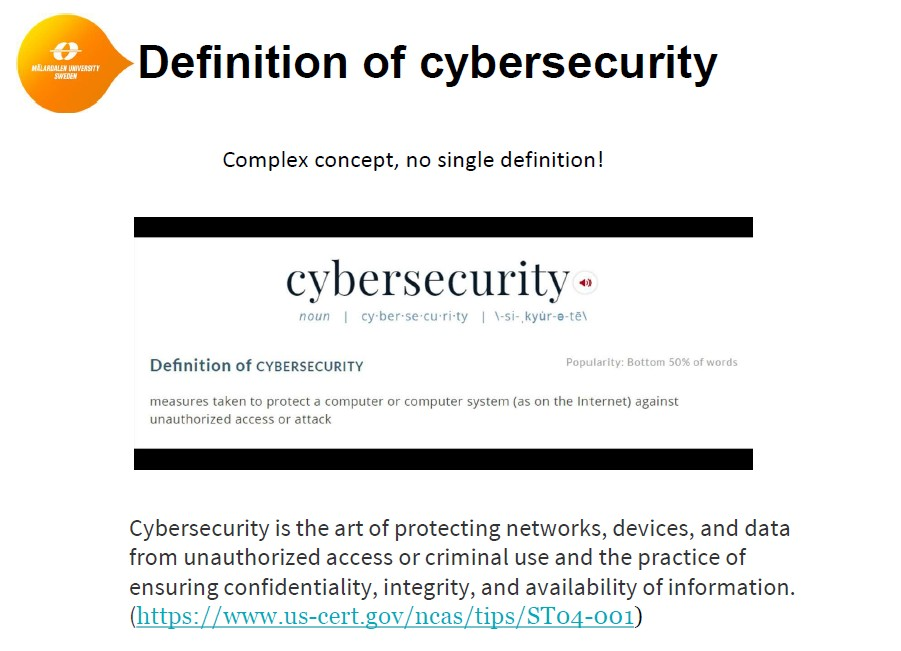 MÄLARDALEN UNIVERSITY
SWEDEN
Definition of cybersecurity
Complex concept, no single definition!
cybersecurity
noun | cy·ber·se·cu·ri·ty | \-si-ˌkyu̇r-ə-tē\
Definition of CYBERSECURITY
Popularity: Bottom 50% of words
measures taken to protect a computer or computer system (as on the Internet) against
unauthorized access or attack
Cybersecurity is the art of protecting networks, devices, and data
from unauthorized access or criminal use and the practice of
ensuring confidentiality, integrity, and availability of information.
(https://www.us-cert.gov/ncas/tips/ST04-001)